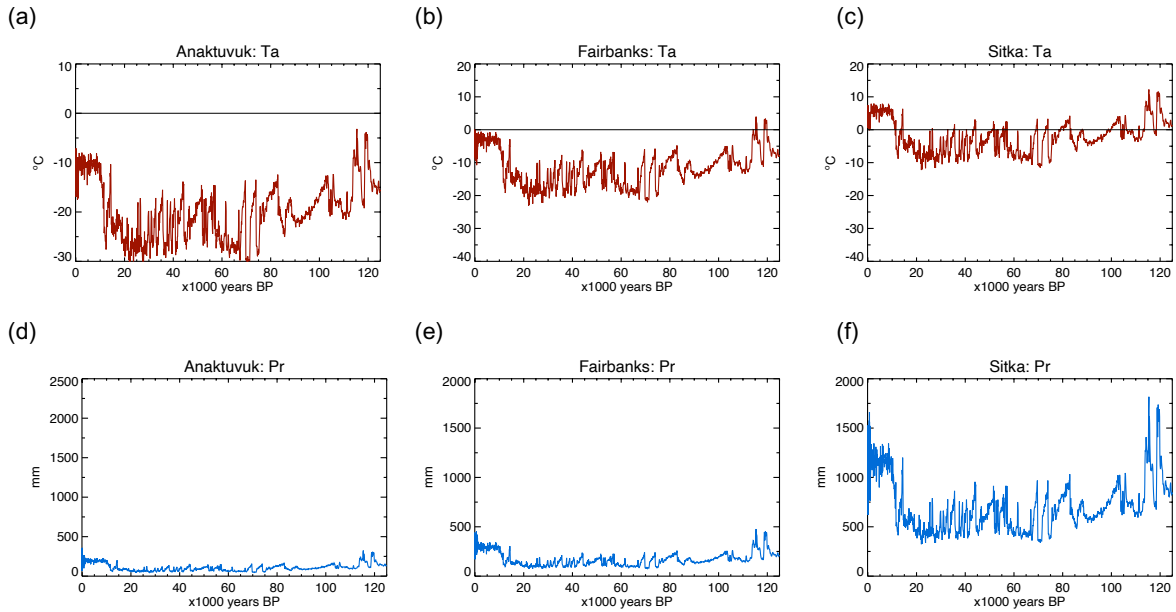 (a)
(b)
(c)
Anaktuvuk: Ta
Fairbanks: Ta
Sitka: Ta
10
0
-10
-20
-30
°C
0 20 40 60 80 100 120
x1000 years BP
20
10
0
-10
-20
-30
-40
°C
0 20 40 60 80 100 120
x1000 years BP
20
10
0
-10
-20
-30
-40
°C
0 20 40 60 80 100 120
x1000 years BP
(d)
(e)
(f)
Anaktuvuk: Pr
Fairbanks: Pr
Sitka: Pr
2500
2000
1500
1000
500
0
mm
0 20 40 60 80 100 120
x1000 years BP
2000
1500
1000
500
0
mm
0 20 40 60 80 100 120
x1000 years BP
2000
1500
1000
500
0
mm
0 20 40 60 80 100 120
x1000 years BP